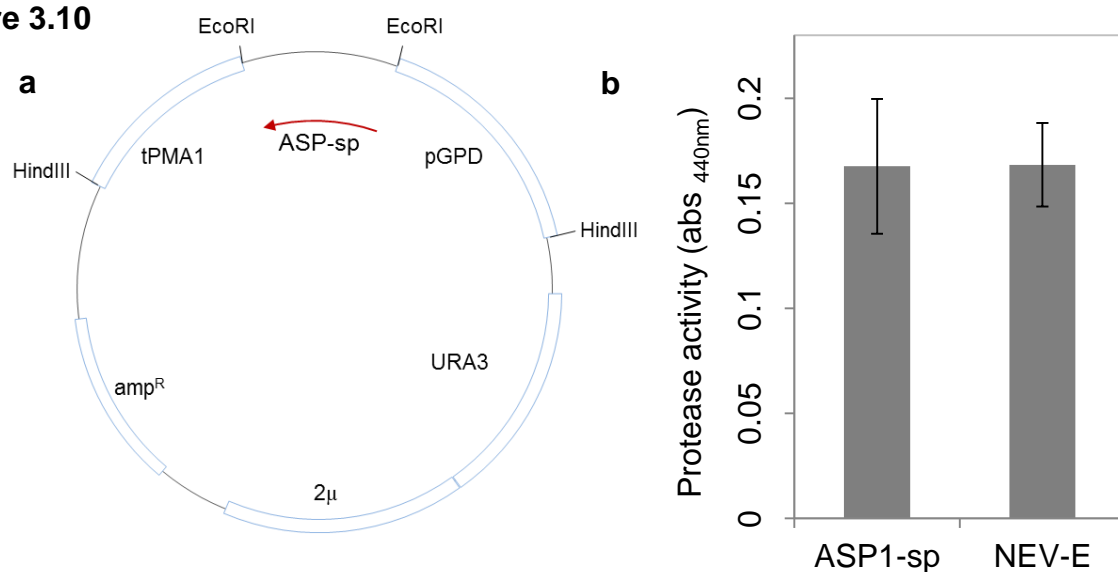 re 3.10
a
EcoRI
EcoRI
HindIII
tPMA1
ASP-sp
pGPD
HindIII
URA3
ampR
2μ
b
Protease activity (abs 440nm)
0.2
0.15
0.1
0.05
0
ASP1-sp
NEV-E